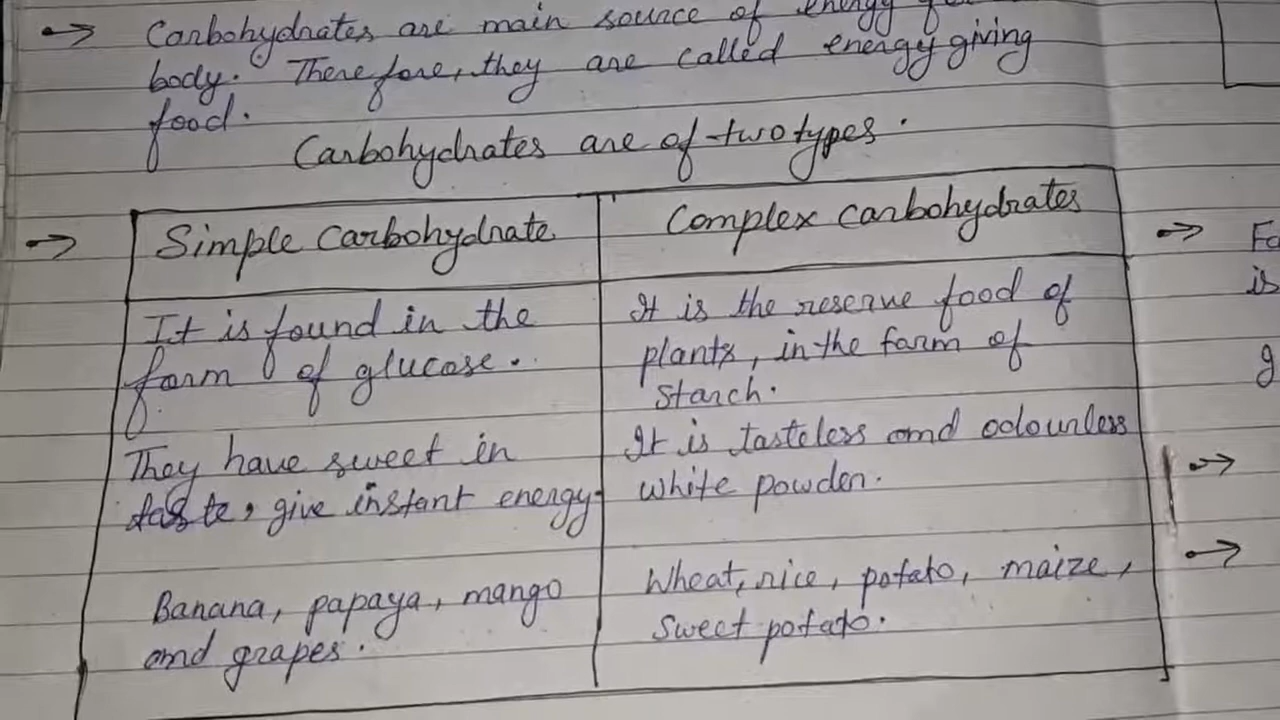 → Carbohydrates are main source of energy
body. Therefore, they are called energy giving
food.
Carbohydrates are of two types.
→ Simple Carbohydrate
It is found in the
form of glucose.
They have sweet in
taste, give instant energy
Banana, papaya, mango
and grapes.
Complex carbohydrates
It is the reserve food of
plants, in the form of
starch.
It is tasteless and odourless
white powder.
Wheat, rice, potato, maize,
sweet potato.
→
is
g
→
→